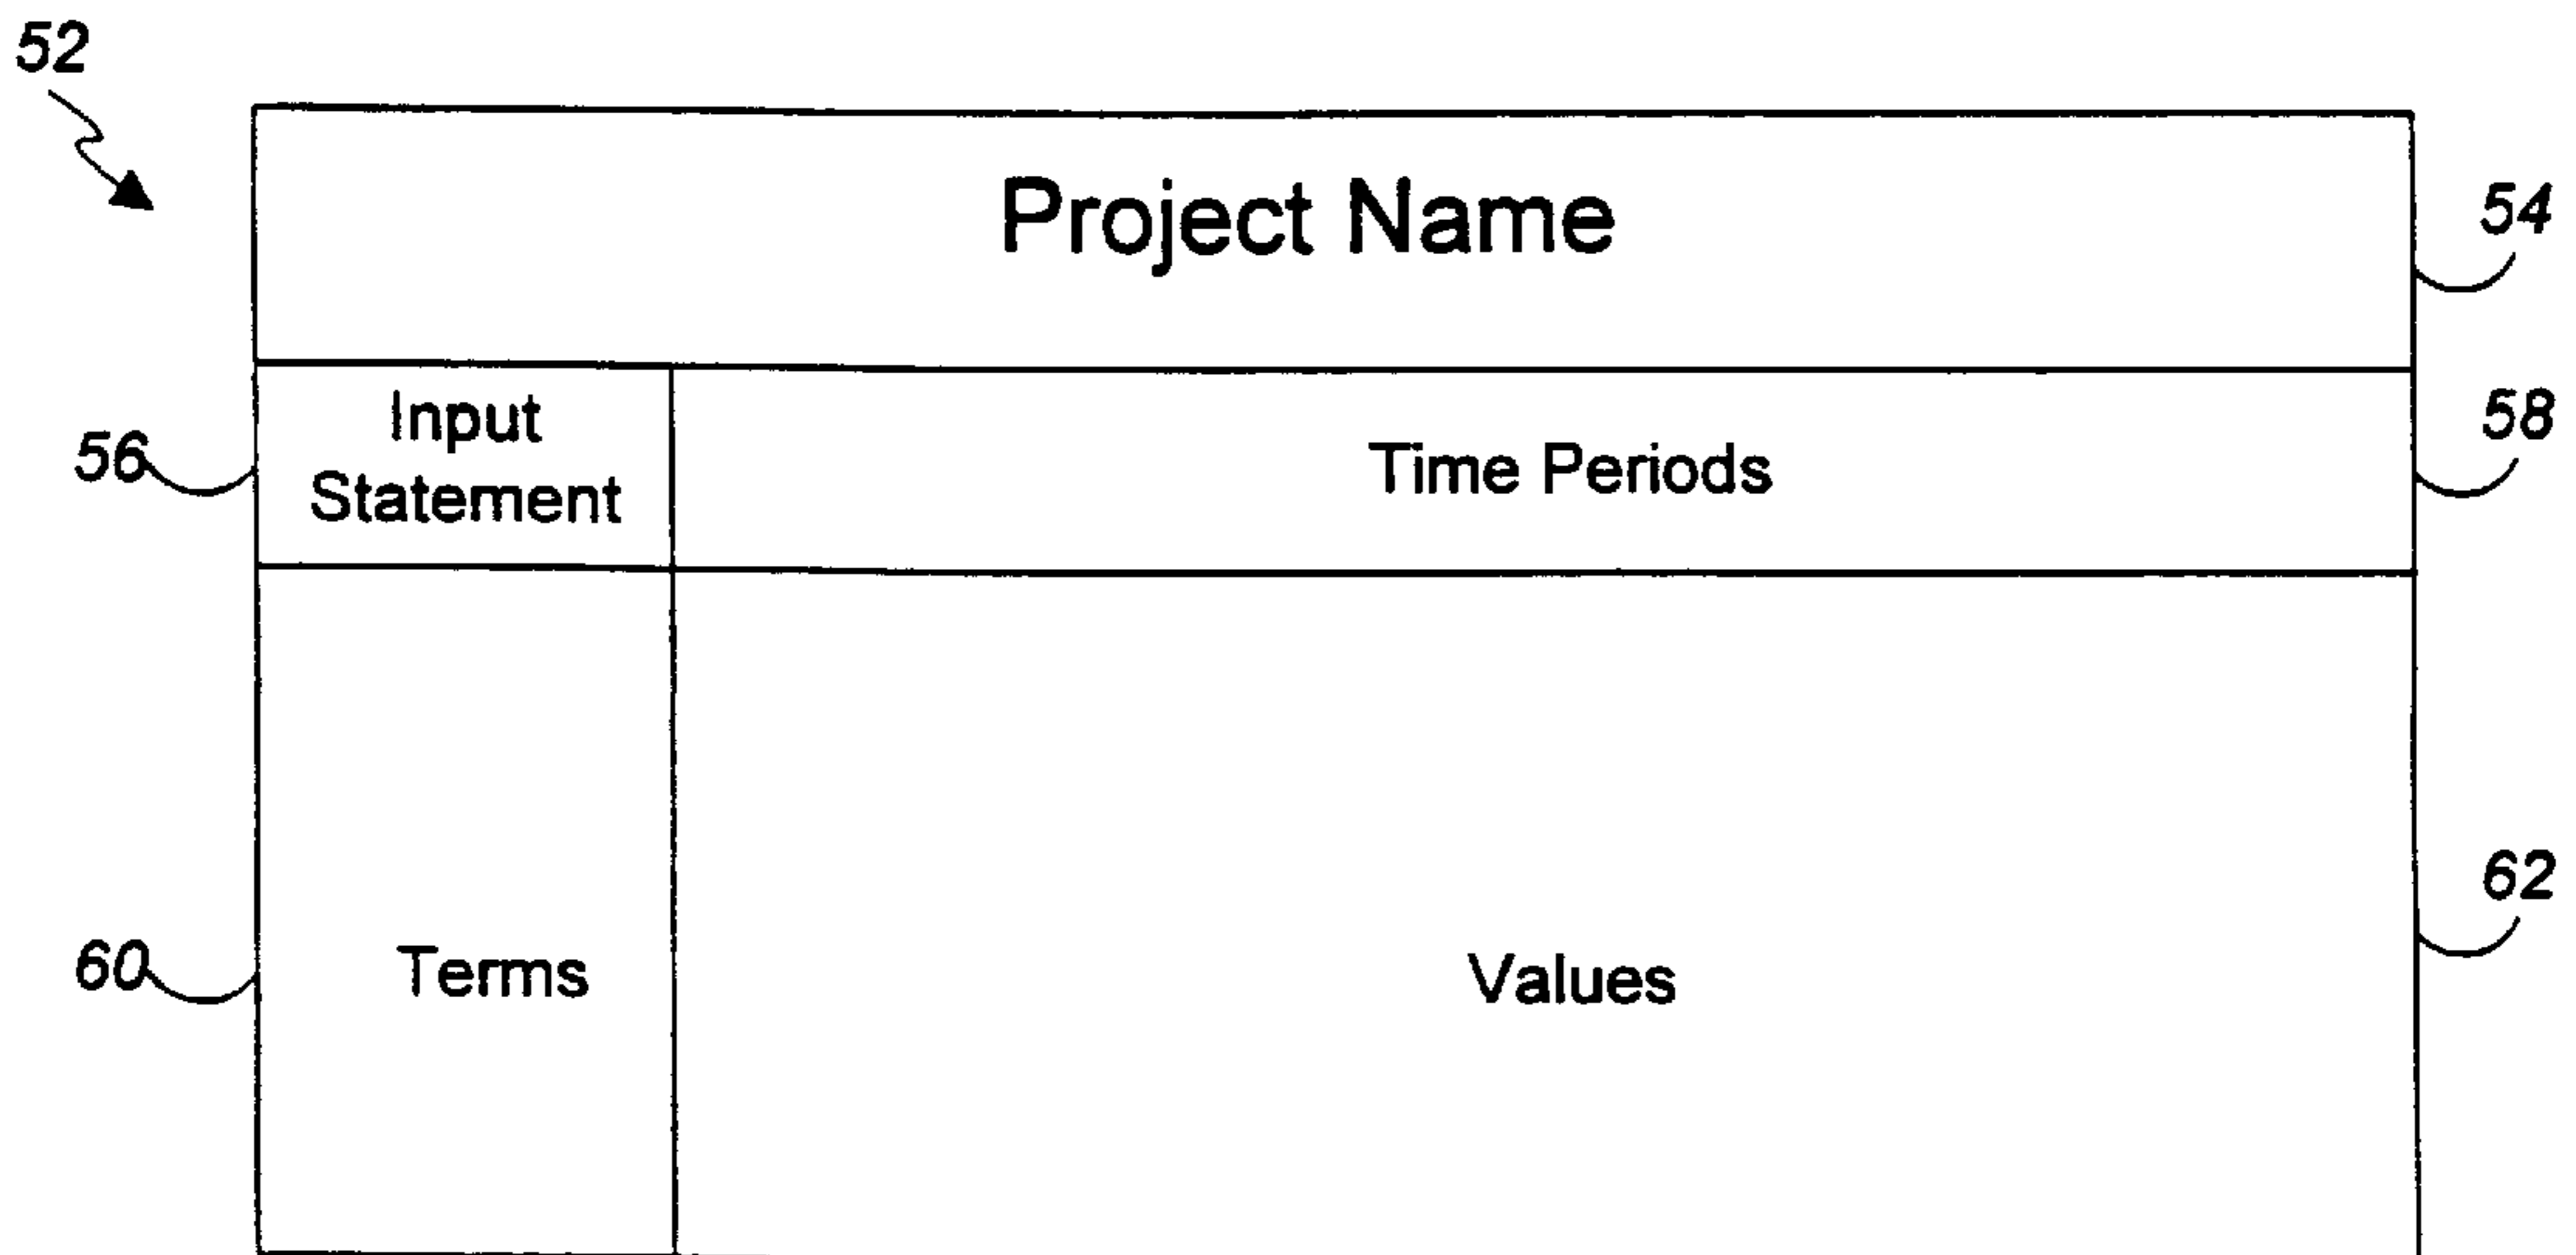 52
Project Name
54
Input
Statement
56
Time Periods
58
60
Terms
Values
62